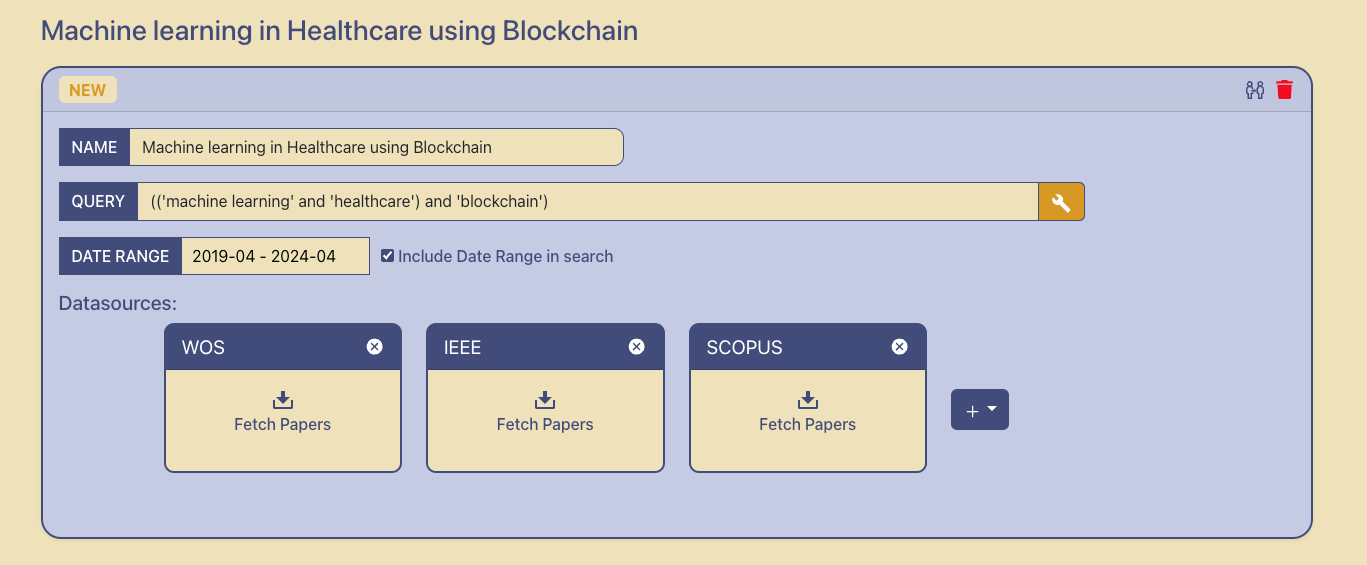 Machine learning in Healthcare using Blockchain
NEW
NAME Machine learning in Healthcare using Blockchain
QUERY (('machine learning' and 'healthcare') and 'blockchain')
DATE RANGE 2019-04 - 2024-04 Include Date Range in search
Datasources:
WOS IEEE SCOPUS
Fetch Papers Fetch Papers Fetch Papers
+